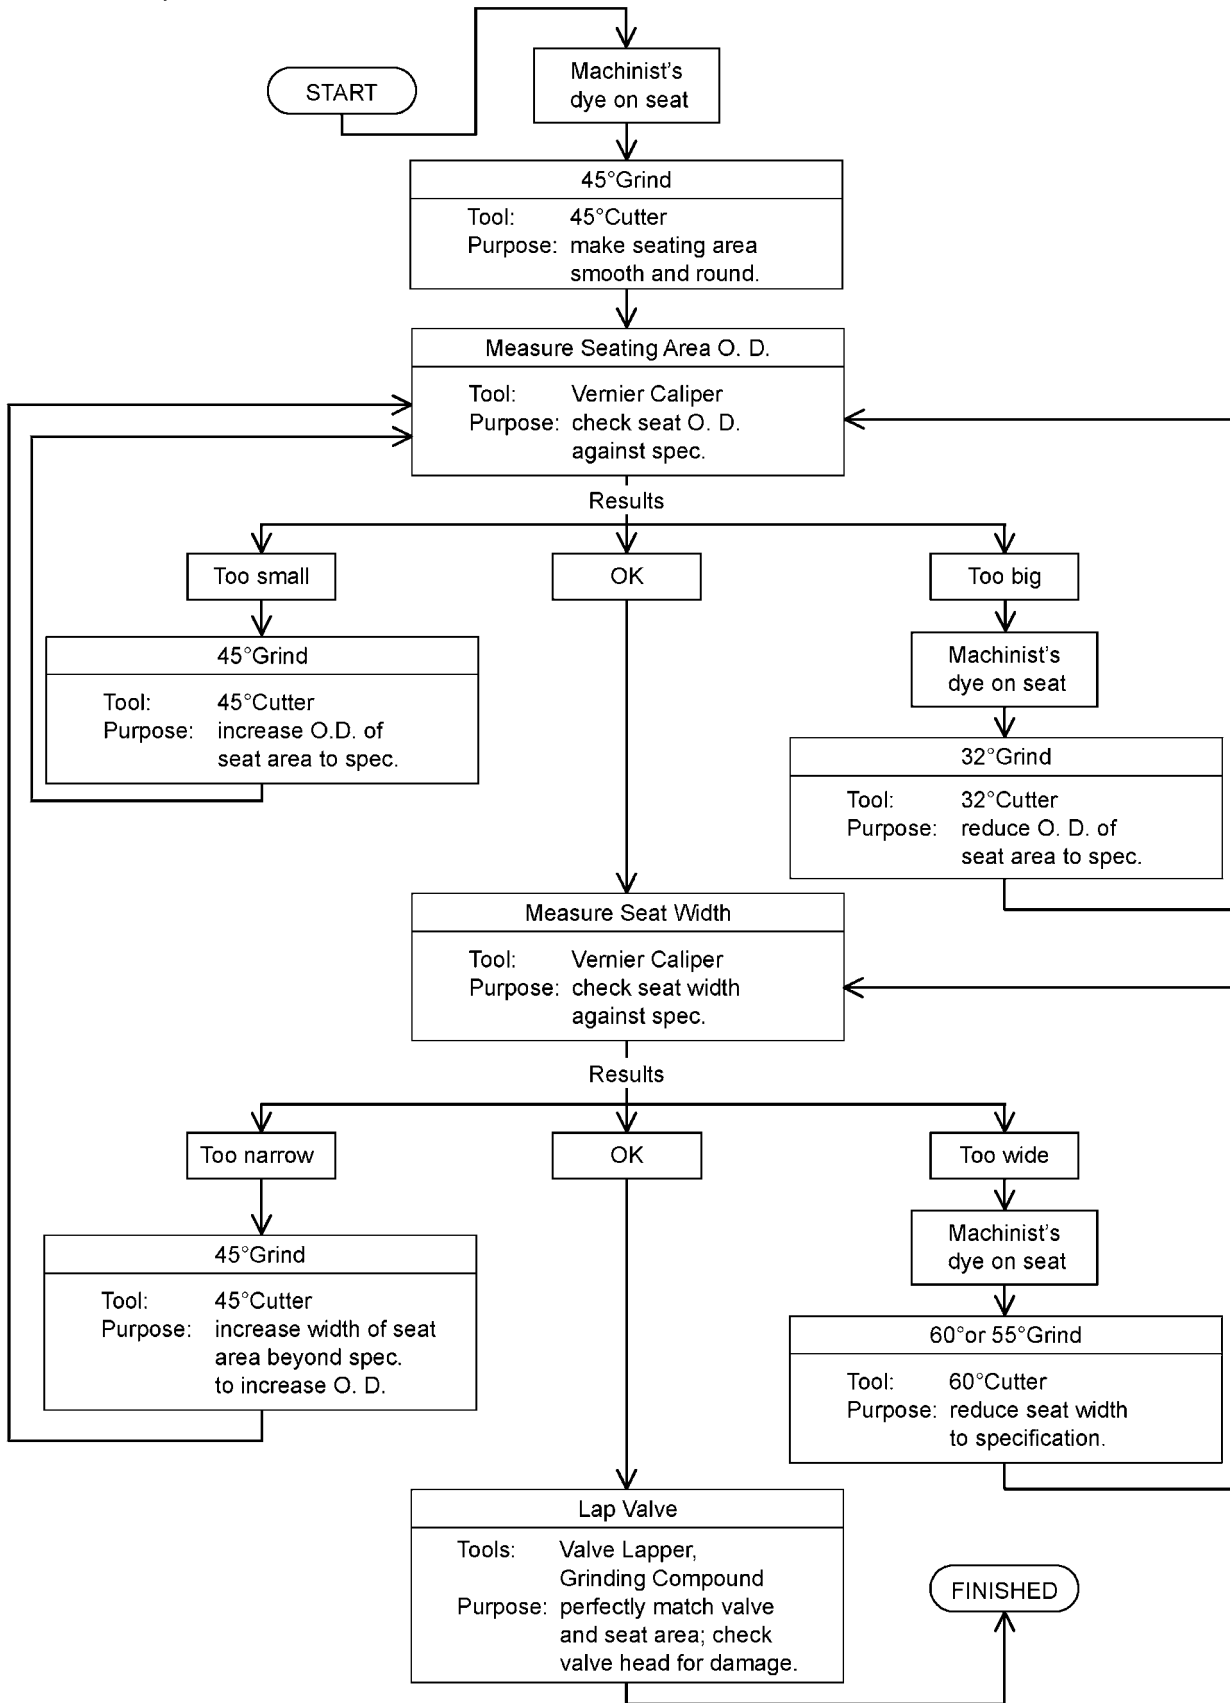 START
Machinist's
dye on seat
45°Grind
Tool: 45°Cutter
Purpose: make seating area
smooth and round.
Measure Seating Area O. D.
Tool: Vernier Caliper
Purpose: check seat O. D.
against spec.
Results
Too small
OK
Too big
45°Grind
Tool: 45°Cutter
Purpose: increase O.D. of
seat area to spec.
Machinist's
dye on seat
32°Grind
Tool: 32°Cutter
Purpose: reduce O. D. of
seat area to spec.
Measure Seat Width
Tool: Vernier Caliper
Purpose: check seat width
against spec.
Results
Too narrow
OK
Too wide
45°Grind
Tool: 45°Cutter
Purpose: increase width of seat
area beyond spec.
to increase O. D.
Machinist's
dye on seat
60°or 55°Grind
Tool: 60°Cutter
Purpose: reduce seat width
to specification.
Lap Valve
Tools: Valve Lapper,
Grinding Compound
Purpose: perfectly match valve
and seat area; check
valve head for damage.
FINISHED